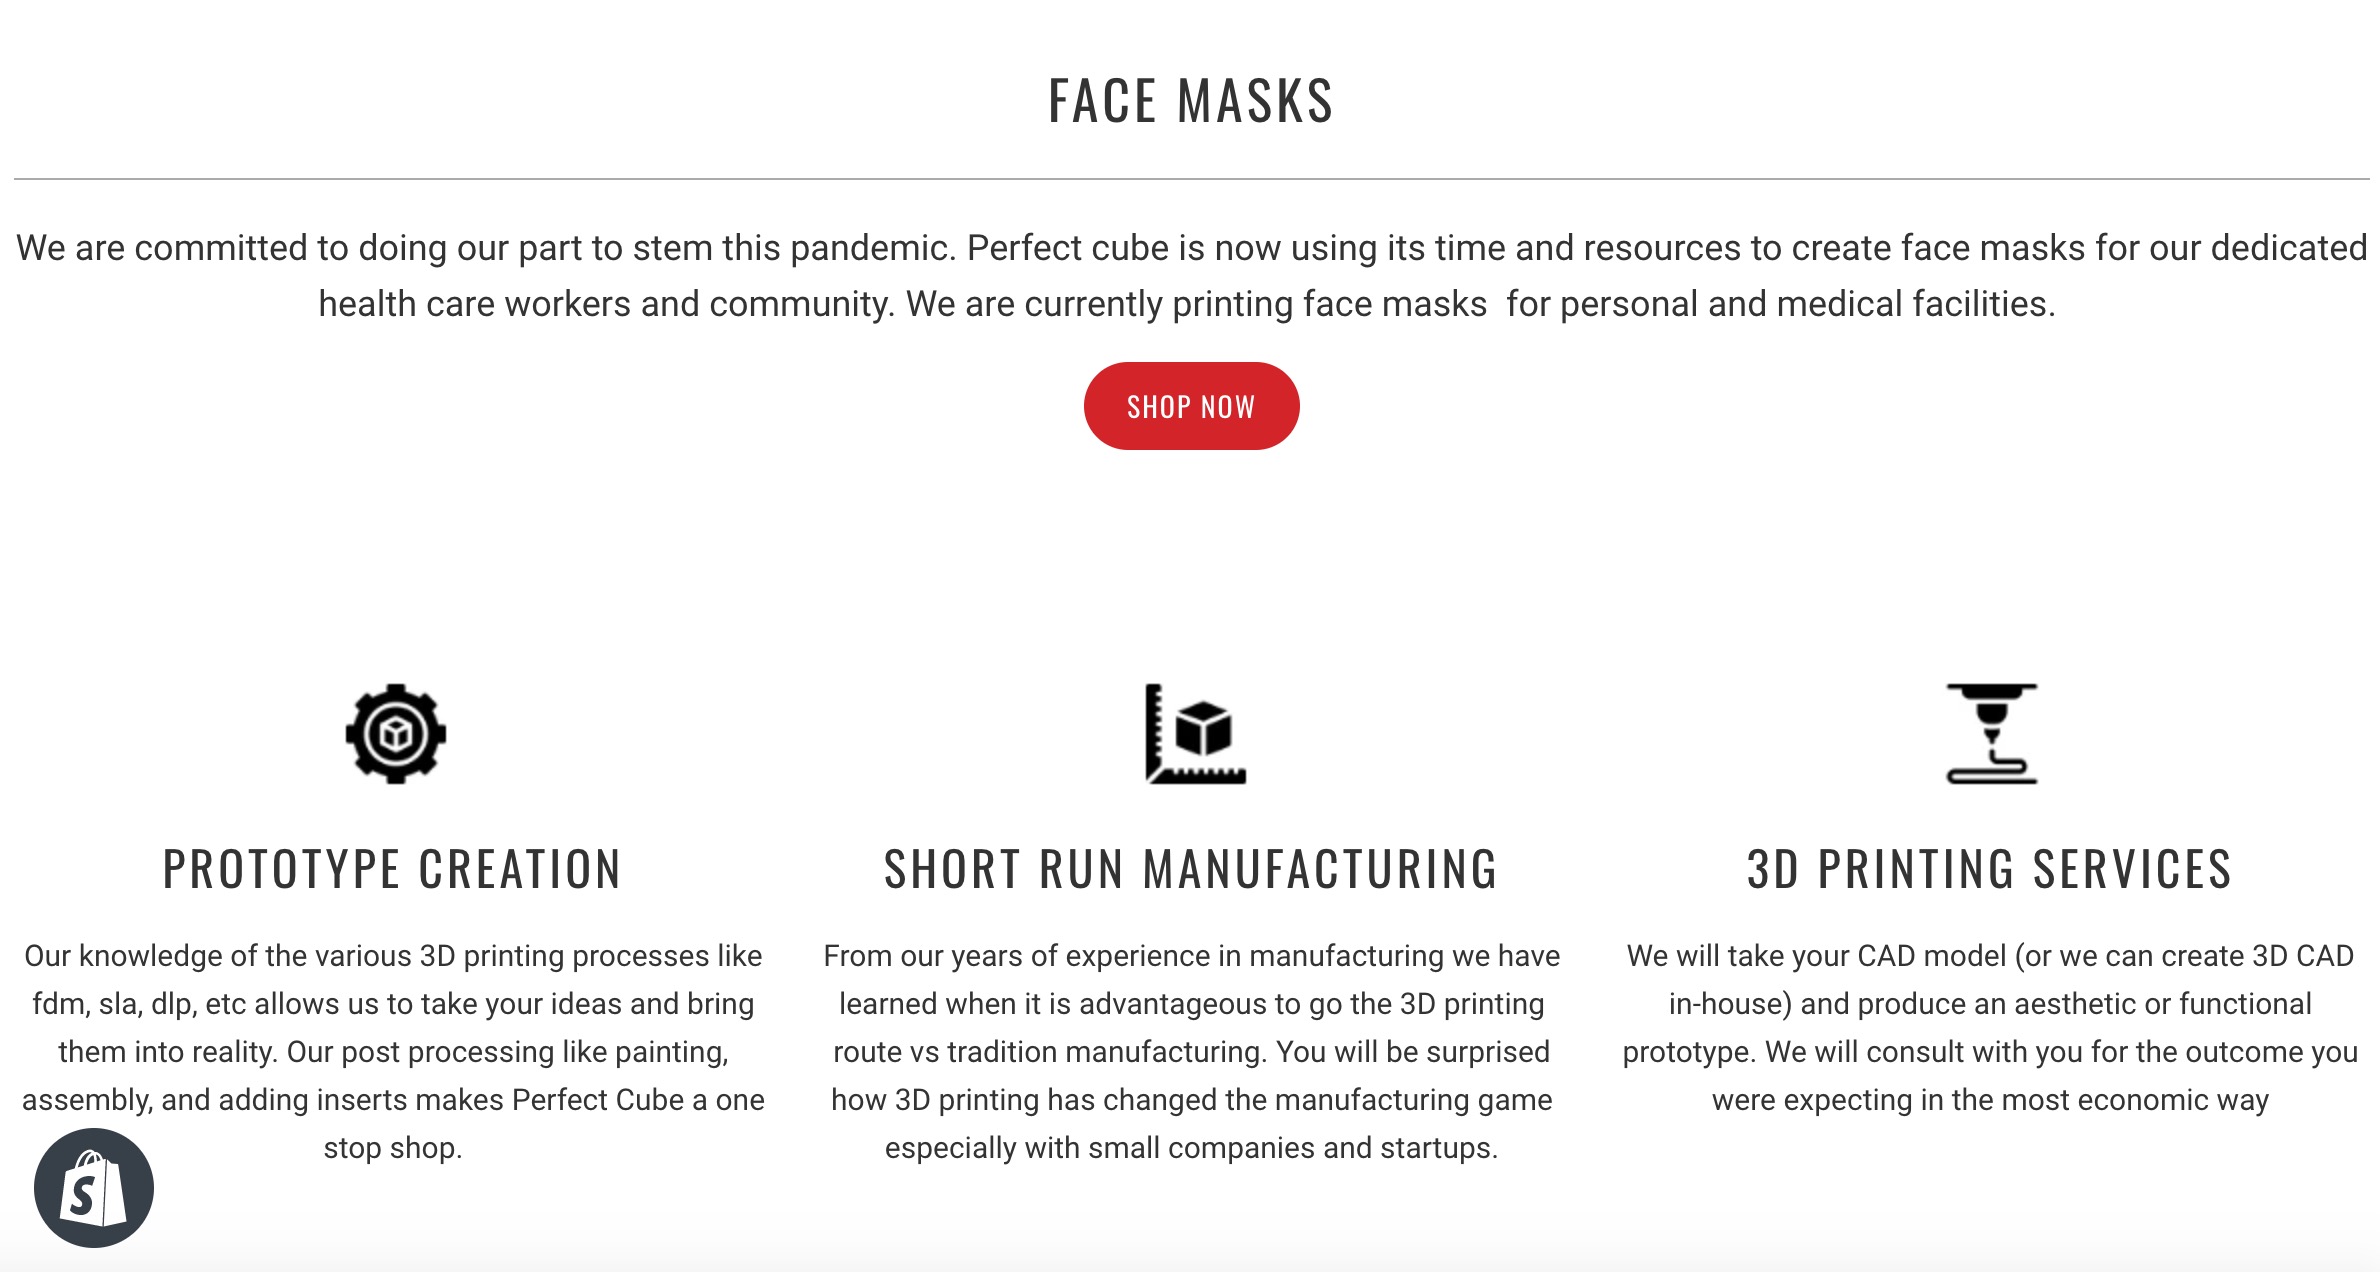 FACE MASKS
We are committed to doing our part to stem this pandemic. Perfect cube is now using its time and resources to create face masks for our dedicated
health care workers and community. We are currently printing face masks  for personal and medical facilities.
SHOP NOW
PROTOTYPE CREATION
Our knowledge of the various 3D printing processes like
fdm, sla, dlp, etc allows us to take your ideas and bring
them into reality. Our post processing like painting,
assembly, and adding inserts makes Perfect Cube a one
stop shop.
SHORT RUN MANUFACTURING
From our years of experience in manufacturing we have
learned when it is advantageous to go the 3D printing
route vs tradition manufacturing. You will be surprised
how 3D printing has changed the manufacturing game
especially with small companies and startups.
3D PRINTING SERVICES
We will take your CAD model (or we can create 3D CAD
in-house) and produce an aesthetic or functional
prototype. We will consult with you for the outcome you
were expecting in the most economic way
S